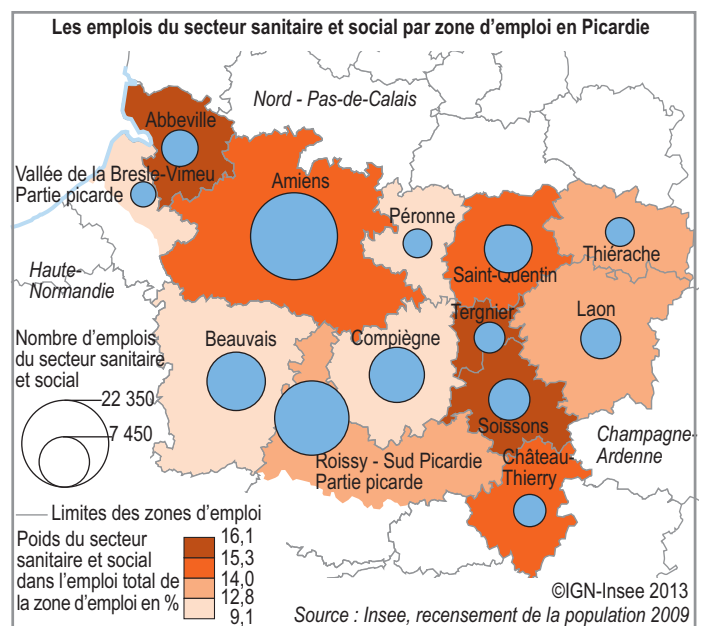 Les emplois du secteur sanitaire et social par zone d’emploi en Picardie
Nord - Pas-de-Calais
Abbeville
Vallée de la Bresle-Vimeu
Partie picarde
Amiens
Péronne
Saint-Quentin
Thiérache
Haute-
Normandie
Tergnier
Laon
Beauvais
Compiègne
Nombre d’emplois
du secteur sanitaire
et social
22 350
7 450
Soissons
Champagne-
Ardenne
Roissy - Sud Picardie
Partie picarde
Château-
Thierry
Limites des zones d’emploi
Poids du secteur
sanitaire et social
dans l’emploi total de
la zone d’emploi en %
16,1
15,3
14,0
12,8
9,1
©IGN-Insee 2013
Source : Insee, recensement de la population 2009